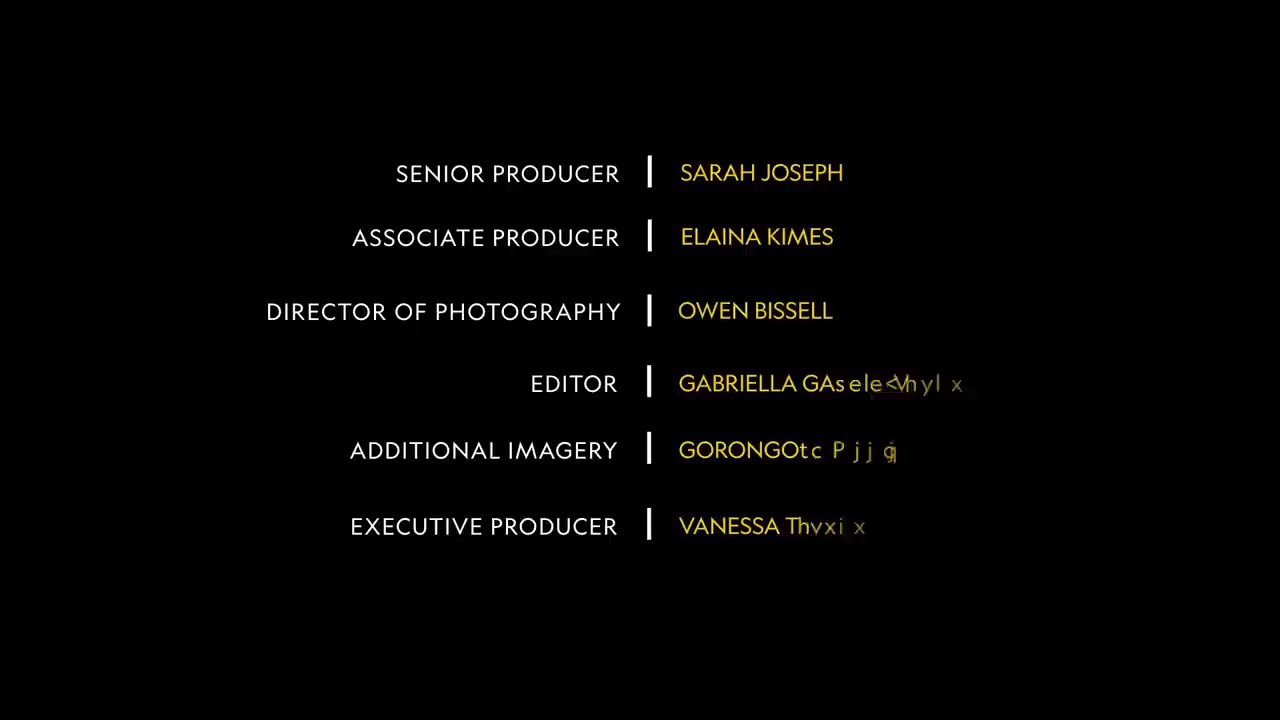 SENIOR PRODUCER | SARAH JOSEPH
ASSOCIATE PRODUCER | ELAINA KIMES
DIRECTOR OF PHOTOGRAPHY | OWEN BISSELL
EDITOR | GABRIELLA
ADDITIONAL IMAGERY |
EXECUTIVE PRODUCER | VANESSA